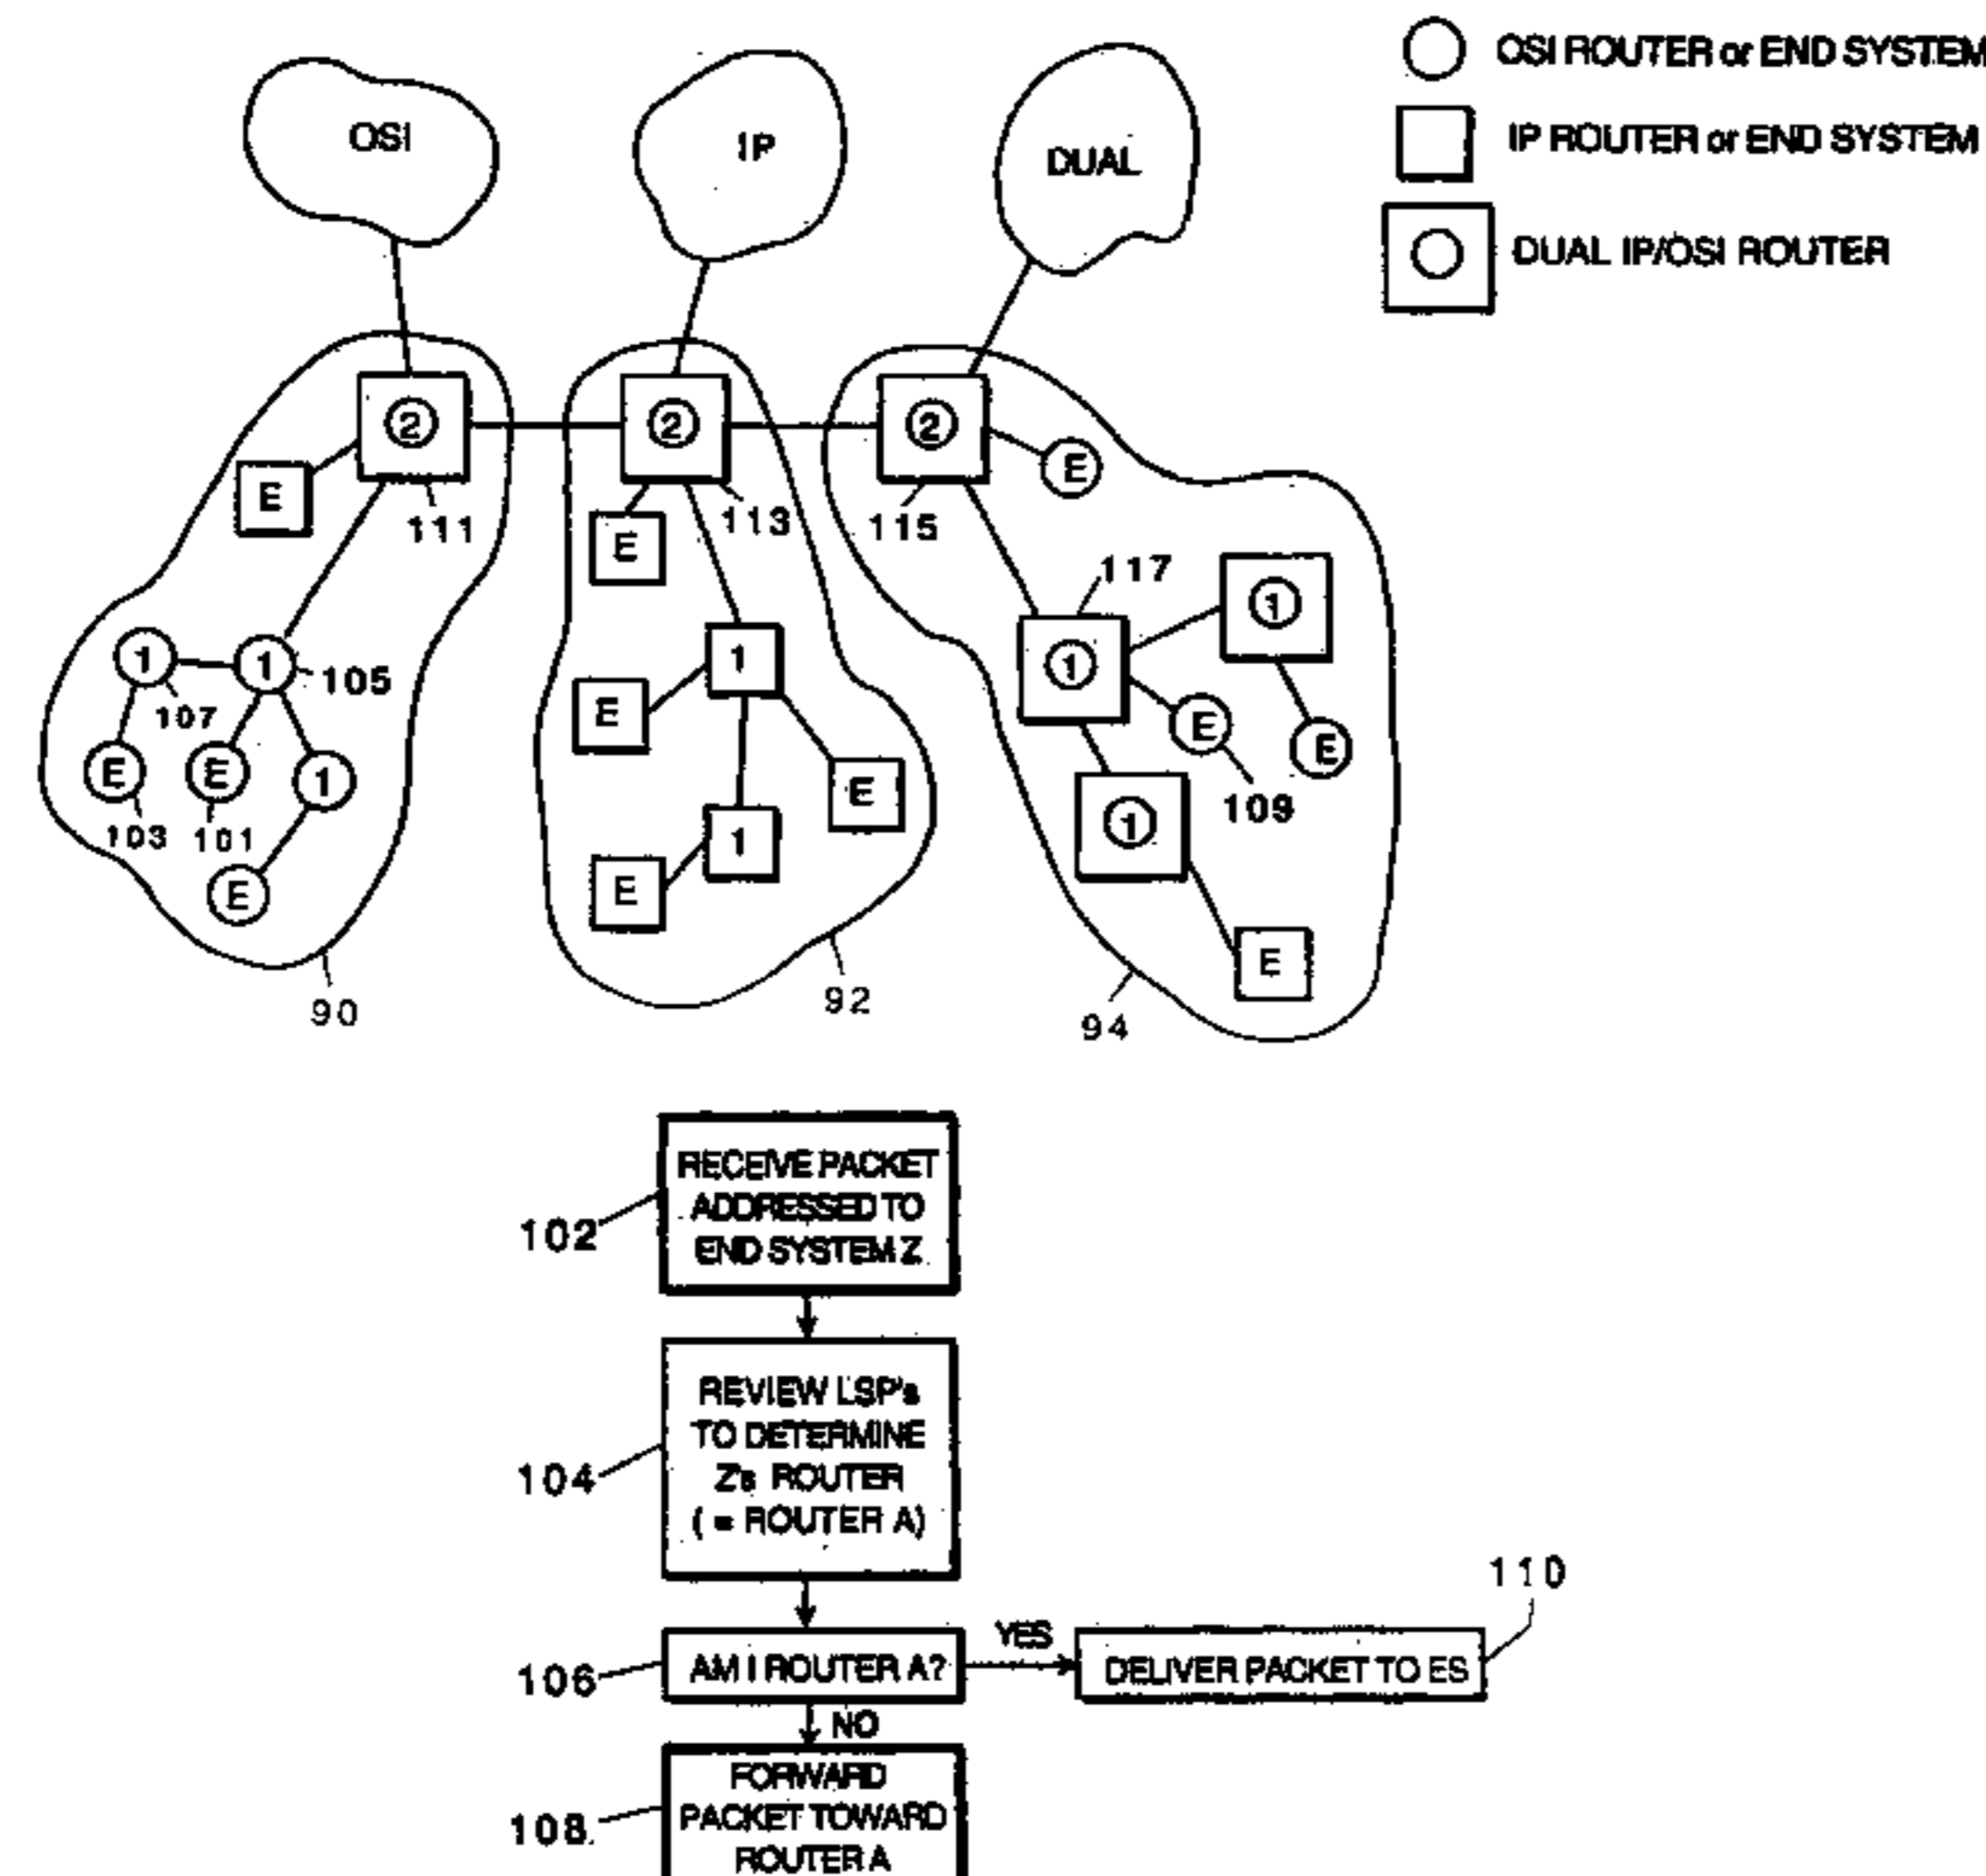 OSI ROUTER or END SYSTEM
IP ROUTER or END SYSTEM
DUAL IP/OSI ROUTER
OSI
IP
DUAL
2
2
2
E
E
E
111
113
115
117
1
1
105
107
1
1
1
E
E
1
103
101
E
E
E
1
E
E
E
109
1
E
E
90
92
94
RECEIVE PACKET
ADDRESSED TO
END SYSTEM Z
102
REVIEW LSP's
TO DETERMINE
Z's ROUTER
( = ROUTER A)
104
110
AM I ROUTER A?
YES
DELIVER PACKET TO ES
106
NO
FORWARD
PACKET TOWARD
ROUTER A
108